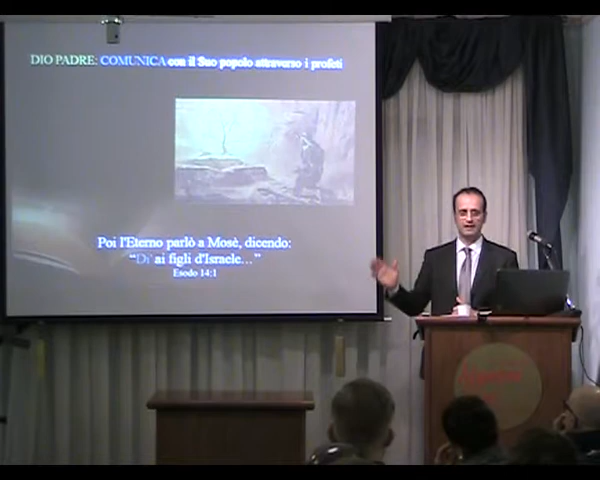 DIO PADRE: COMUNICA con il Suo popolo attraverso i profeti
Poi l'Eterno parlò a Mosè, dicendo:
“Di' ai figli d'Israele…”
Esodo 14:1